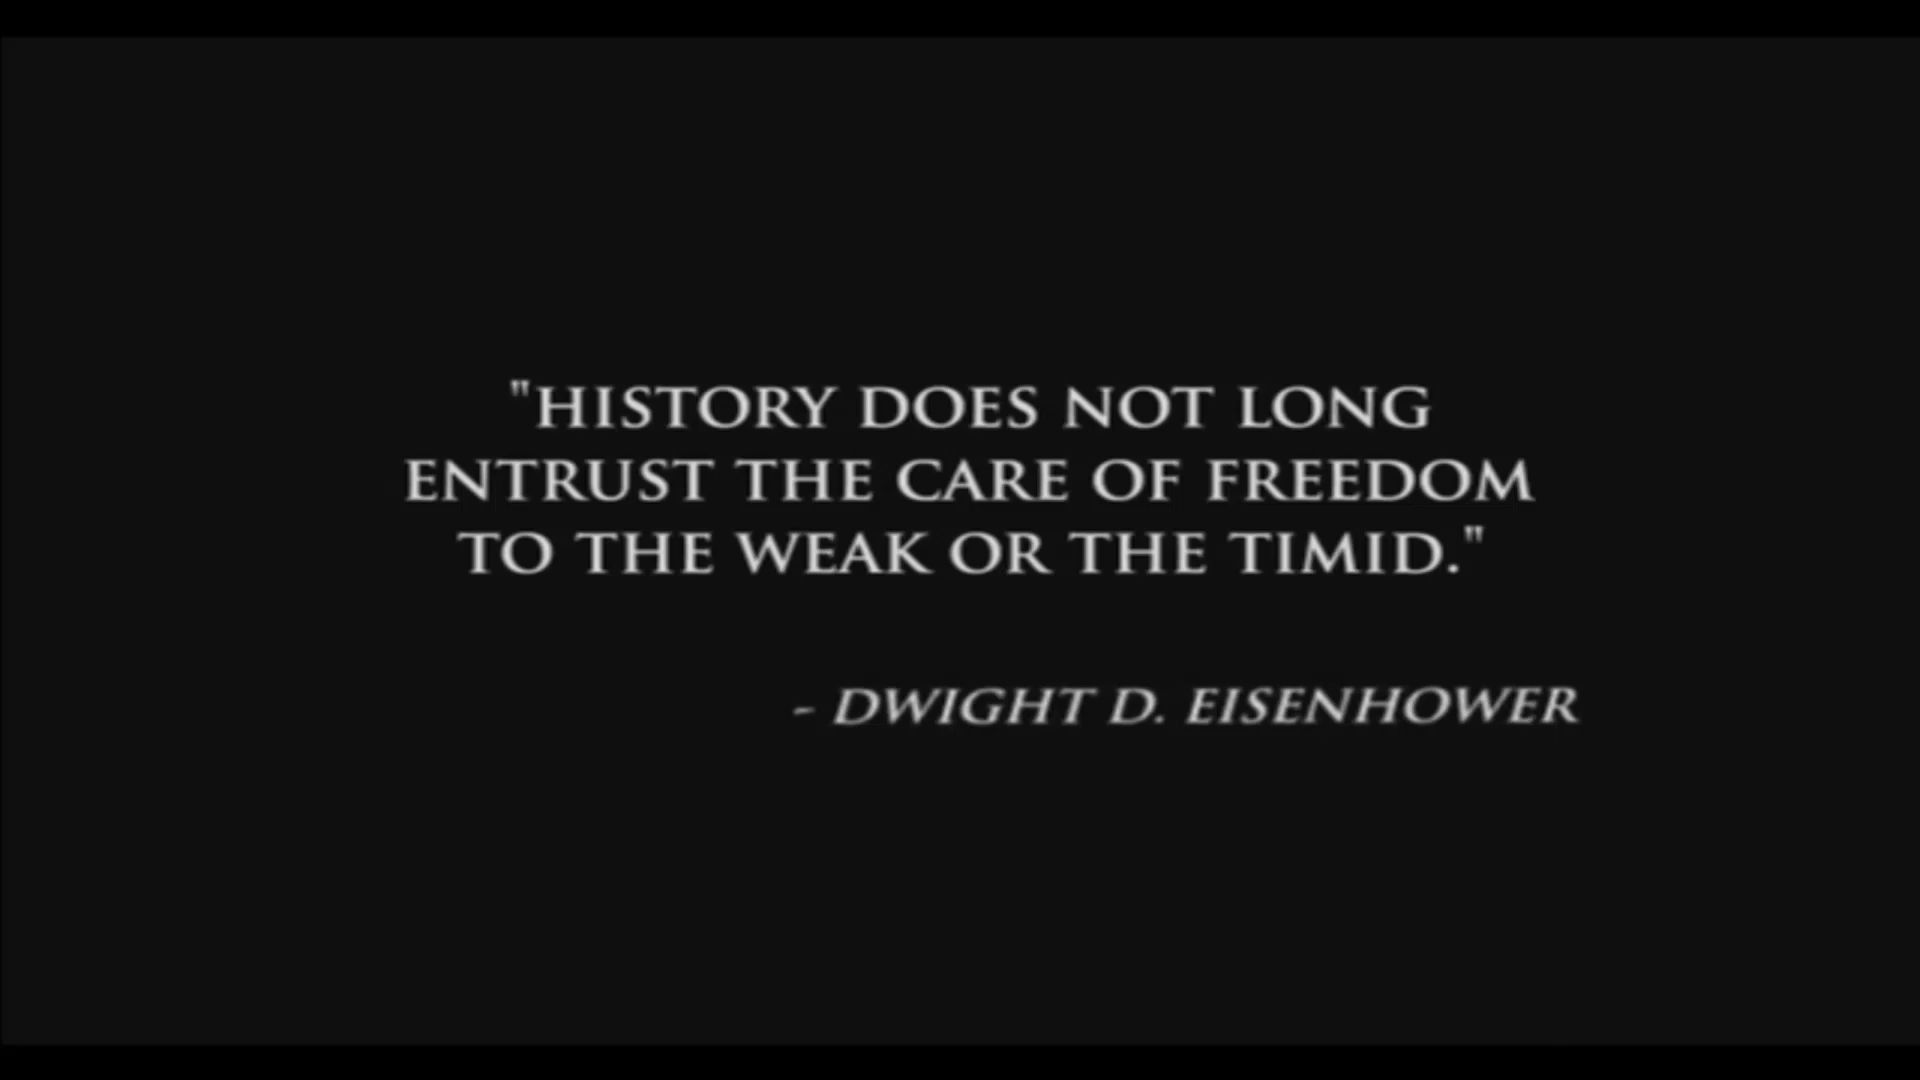 "HISTORY DOES NOT LONG
ENTRUST THE CARE OF FREEDOM
TO THE WEAK OR THE TIMID."
- DWIGHT D. EISENHOWER